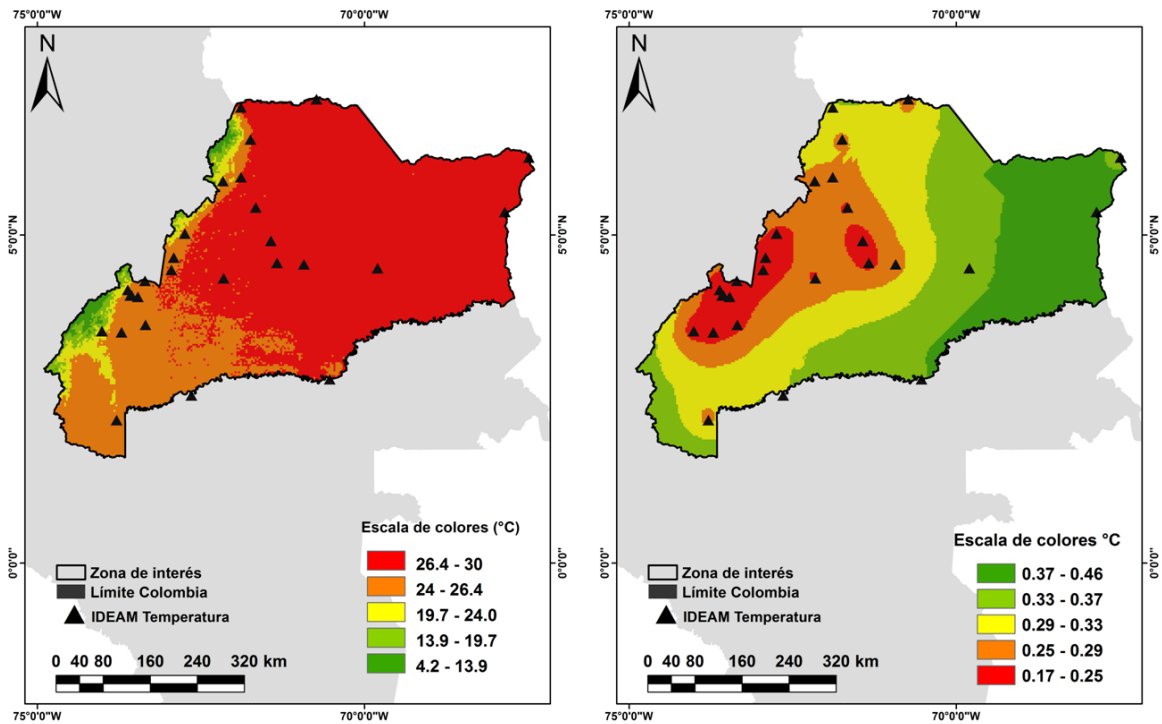 75°0'0"W 70°0'0"W
N
5°0'0"N
0°0'0"
Escala de colores (°C)
26.4 - 30
24 - 26.4
19.7 - 24.0
13.9 - 19.7
4.2 - 13.9
Zona de interés
Límite Colombia
IDEAM Temperatura
0 40 80 160 240 320 km
75°0'0"W 70°0'0"W
75°0'0"W 70°0'0"W
N
5°0'0"N
5°0'0"N
0°0'0"
0°0'0"
Escala de colores °C
0.37 - 0.46
0.33 - 0.37
0.29 - 0.33
0.25 - 0.29
0.17 - 0.25
Zona de interés
Límite Colombia
IDEAM Temperatura
0 40 80 160 240 320 km
75°0'0"W 70°0'0"W